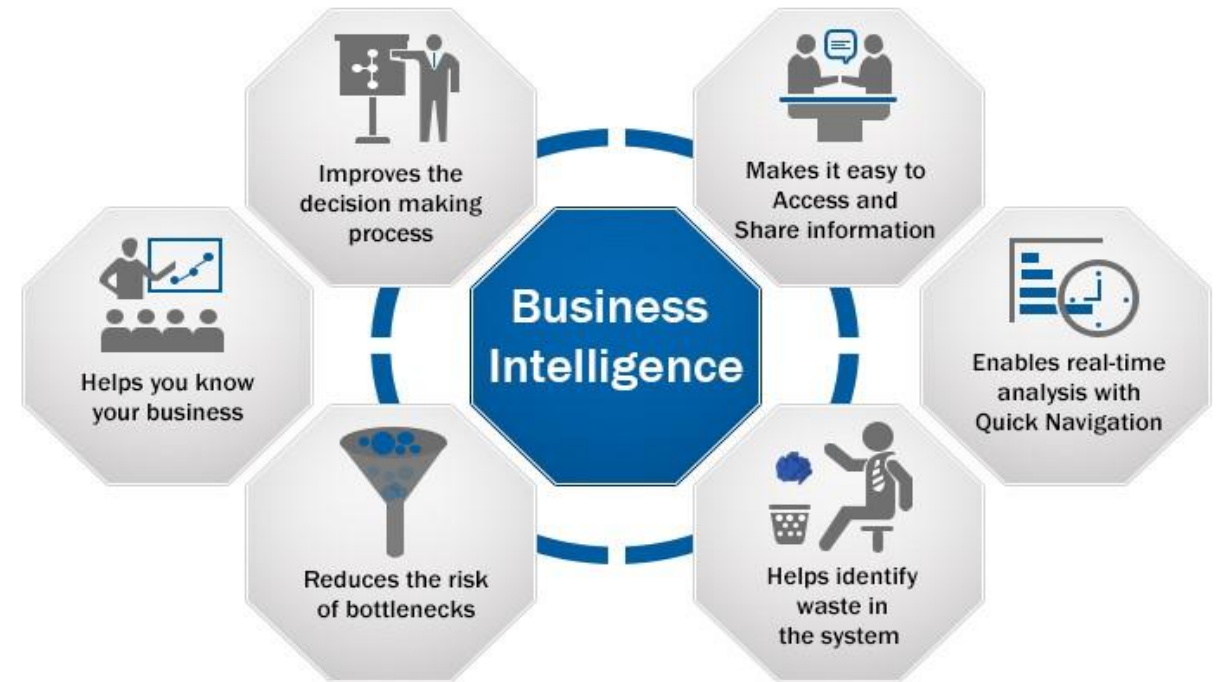 Improves the
decision making
process
Makes it easy to
Access and
Share information
Helps you know
your business
Business
Intelligence
Enables real-time
analysis with
Quick Navigation
Reduces the risk
of bottlenecks
Helps identify
waste in
the system